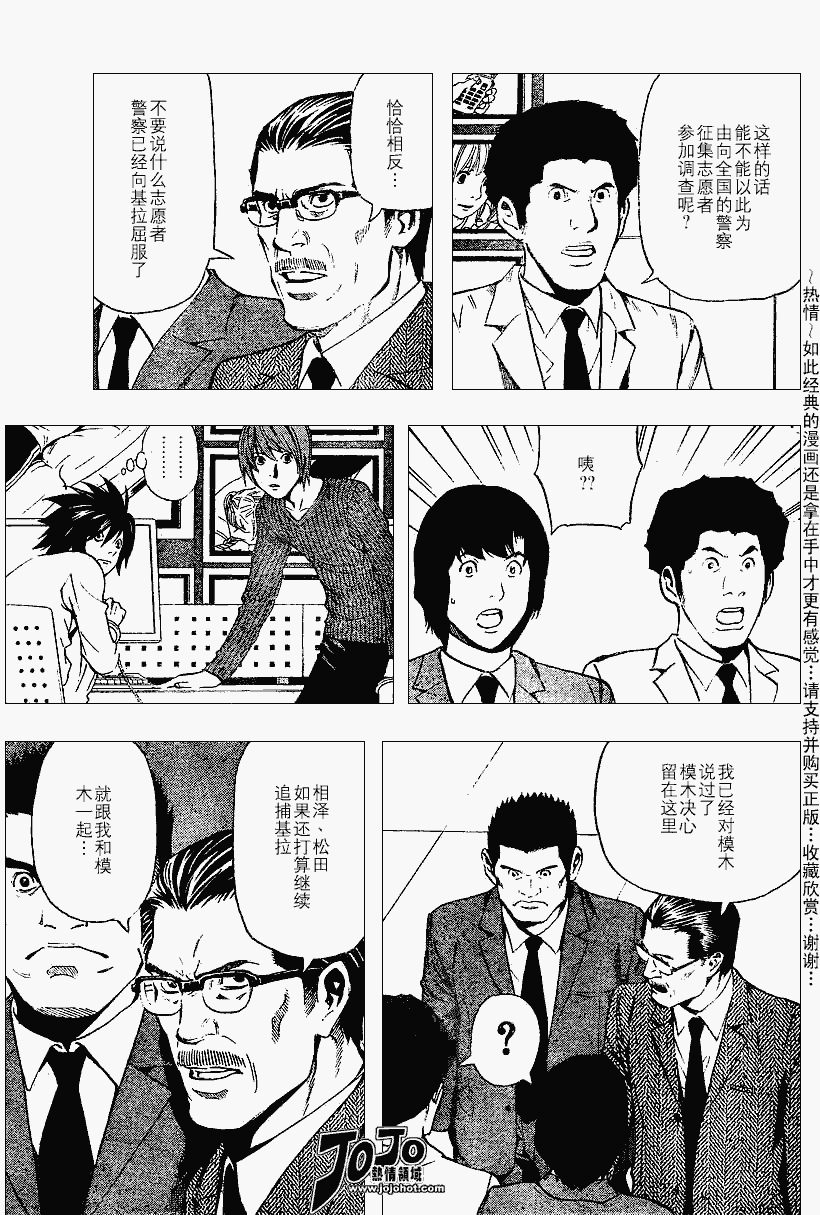 这样的话
能不能以此为
由向全国的警察
征集志愿者
参加调查呢?
恰恰相反…
不要说什么志愿者
警察已经向基拉屈服了
咦
??
……
我已经对模木
说过了
模木决心
留在这里
?
相泽、松田
如果还打算继续
追捕基拉
就跟我和模
木一起…
~热情~如此经典的漫画还是拿在手中才更有感觉…请支持并购买正版…收藏欣赏…谢谢…
JOJO
熱情領域
www.jojohot.com